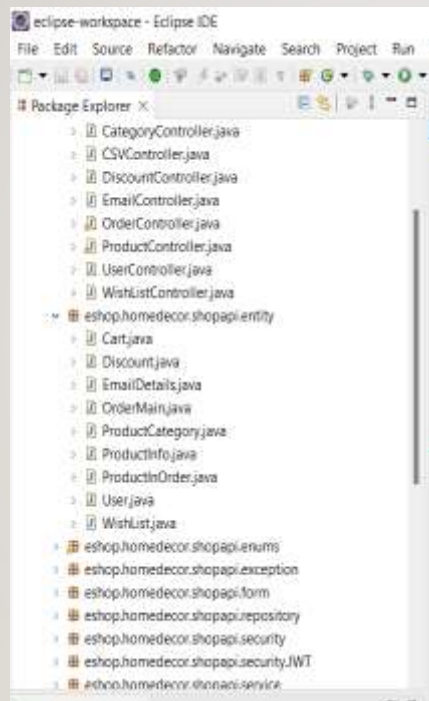 eclipse-workspace - Eclipse IDE
File Edit Source Refactor Navigate Search Project Run
Package Explorer
CategoryController.java
CSVController.java
DiscountController.java
EmailController.java
OrderController.java
ProductController.java
UserController.java
WishListController.java
eshop.homedecor.shopapi.entity
Cart.java
Discount.java
EmailDetails.java
OrderMain.java
ProductCategory.java
ProductInfo.java
ProductInOrder.java
User.java
WishList.java
eshop.homedecor.shopapi.enums
eshop.homedecor.shopapi.exception
eshop.homedecor.shopapi.form
eshop.homedecor.shopapi.repository
eshop.homedecor.shopapi.security
eshop.homedecor.shopapi.security.JWT
eshop.homedecor.shopapi.service